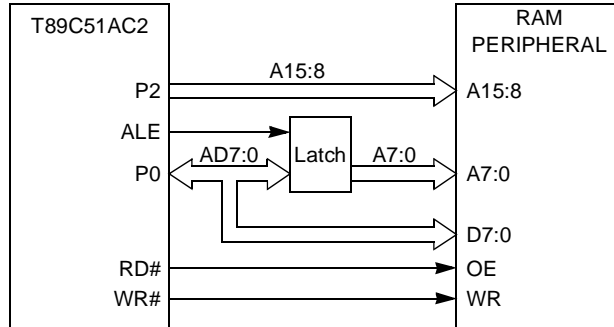 T89C51AC2
RAM
PERIPHERAL
A15:8
P2
A15:8
ALE
Latch
AD7:0
A7:0
P0
A7:0
D7:0
RD#
OE
WR#
WR